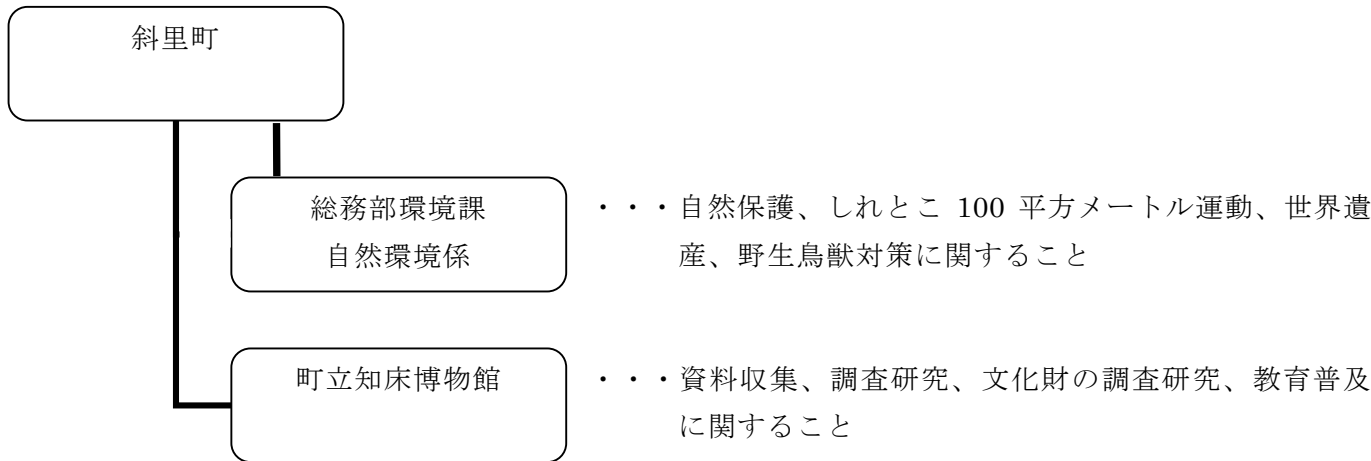 斜里町
総務部環境課
自然環境係
・・・自然保護、しれとこ 100 平方メートル運動、世界遺
産、野生鳥獣対策に関すること
町立知床博物館
・・・資料収集、調査研究、文化財の調査研究、教育普及
に関すること